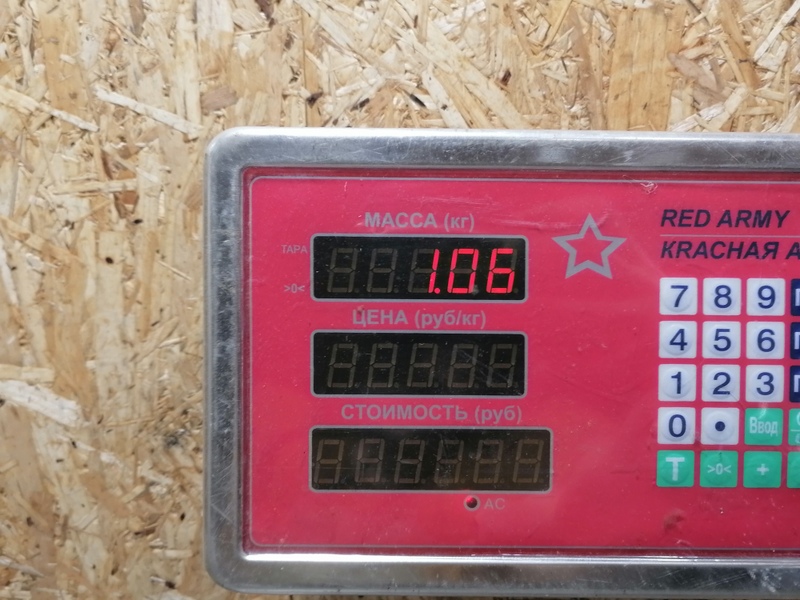 МАССА (кг)
ТАРА
>0<
1.06
ЦЕНА (руб/кг)
СТОИМОСТЬ (руб)
AC
RED ARMY
КРАСНАЯ А
7 8 9
4 5 6
1 2 3
0 • Ввод
T >0< +